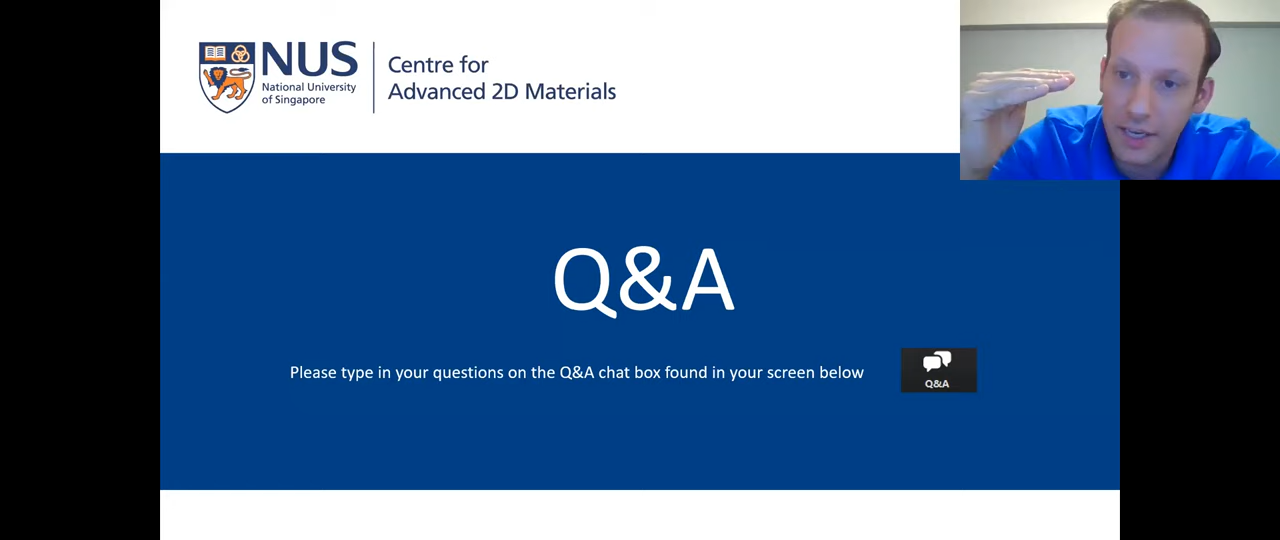 NUS
National University
of Singapore
Centre for
Advanced 2D Materials
Q&A
Please type in your questions on the Q&A chat box found in your screen below
Q&A